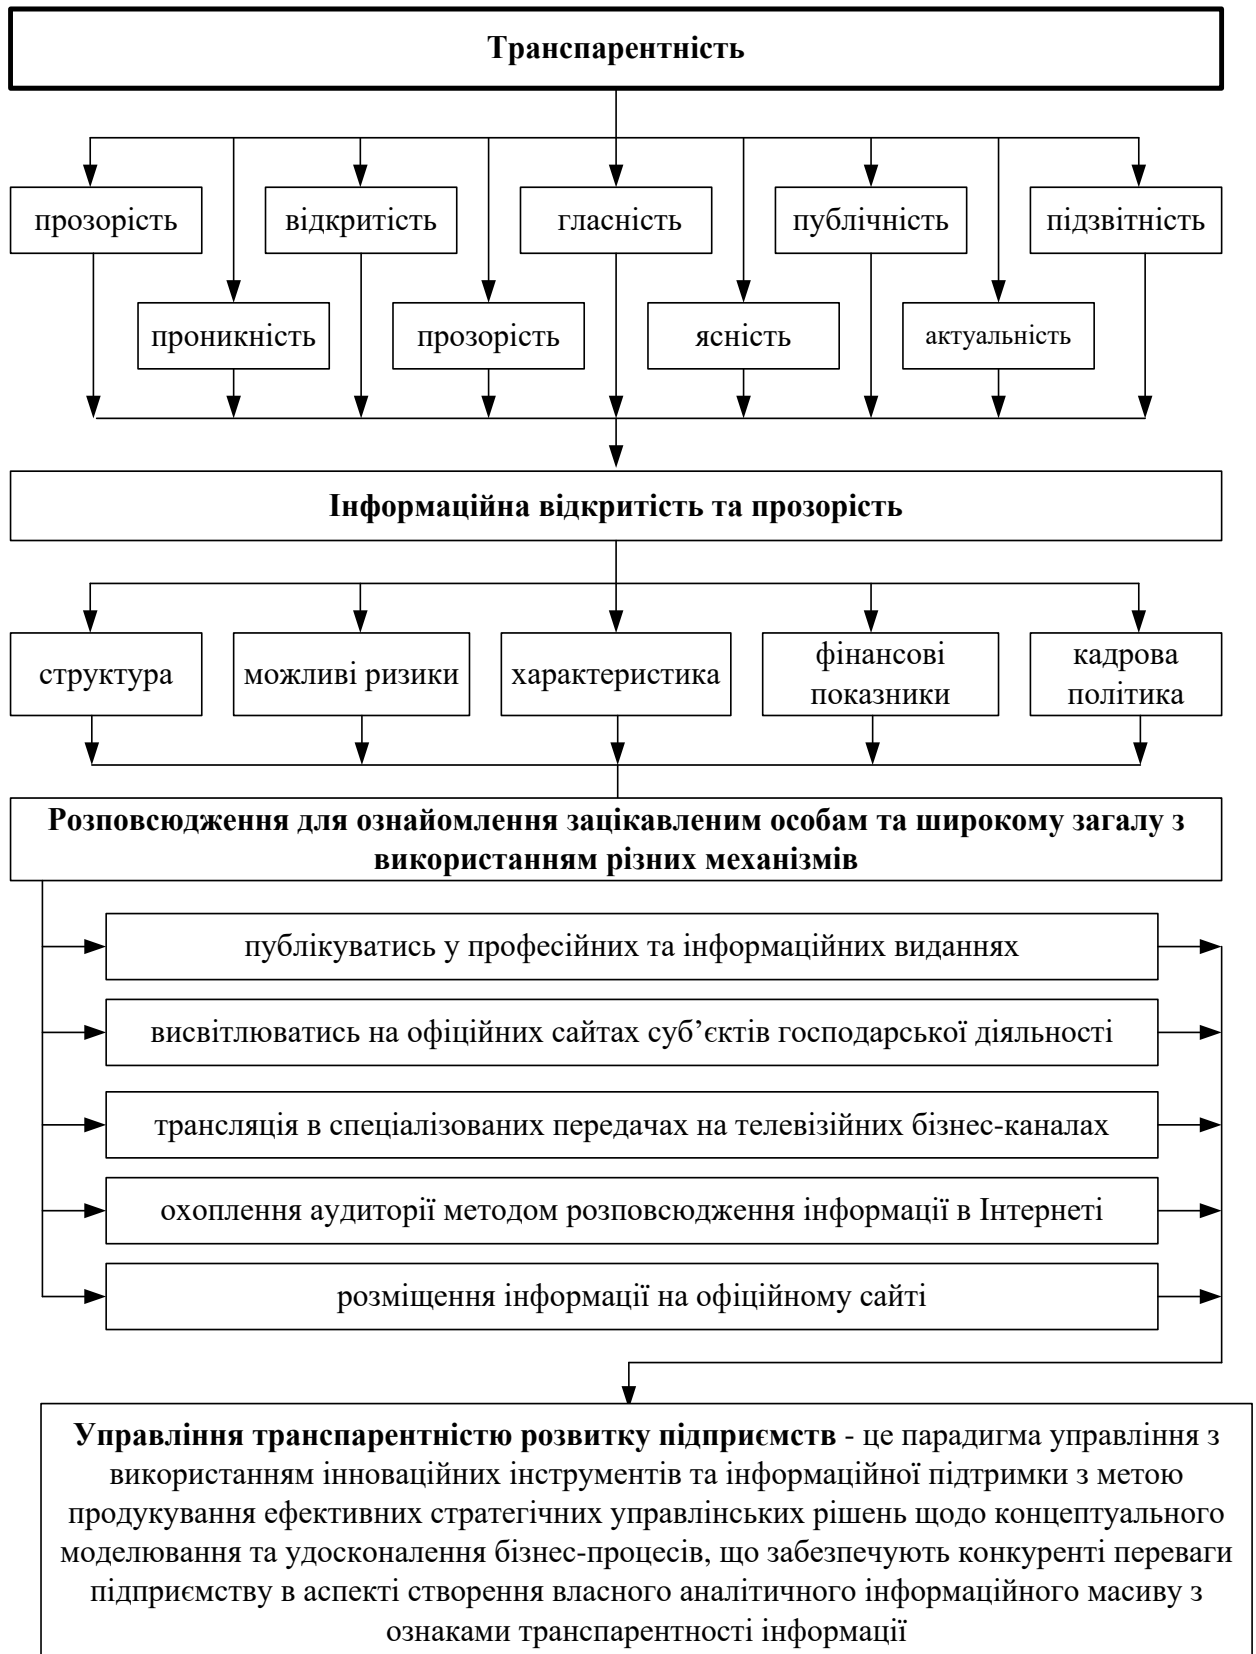 Транспарентність
прозорість
відкритість
гласність
публічність
підзвітність
проникність
прозорість
ясність
актуальність
Інформаційна відкритість та прозорість
структура
можливі ризики
характеристика
фінансові
показники
кадрова
політика
Розповсюдження для ознайомлення зацікавленим особам та широкому загалу з
використанням різних механізмів
публікуватись у професійних та інформаційних виданнях
висвітлюватись на офіційних сайтах суб’єктів господарської діяльності
трансляція в спеціалізованих передачах на телевізійних бізнес-каналах
охоплення аудиторії методом розповсюдження інформації в Інтернеті
розміщення інформації на офіційному сайті
Управління транспарентністю розвитку підприємств - це парадигма управління з
використанням інноваційних інструментів та інформаційної підтримки з метою
продукування ефективних стратегічних управлінських рішень щодо концептуального
моделювання та удосконалення бізнес-процесів, що забезпечують конкуренті переваги
підприємству в аспекті створення власного аналітичного інформаційного масиву з
ознаками транспарентності інформації